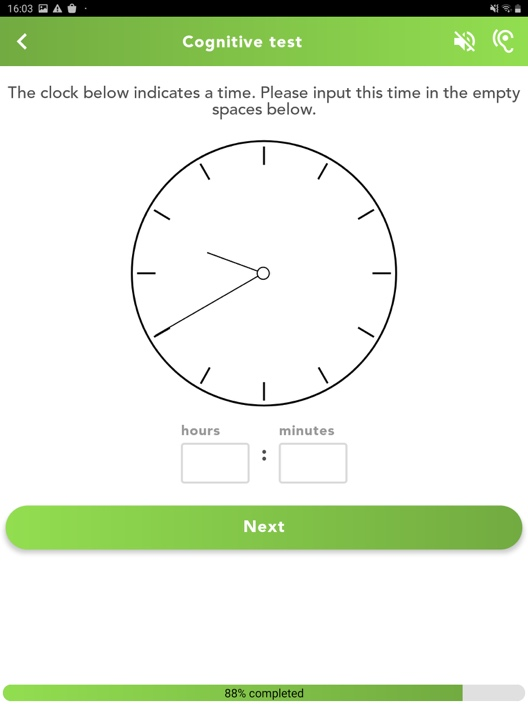 16:03
Cognitive test
The clock below indicates a time. Please input this time in the empty
spaces below.
hours minutes
:
Next
88% completed